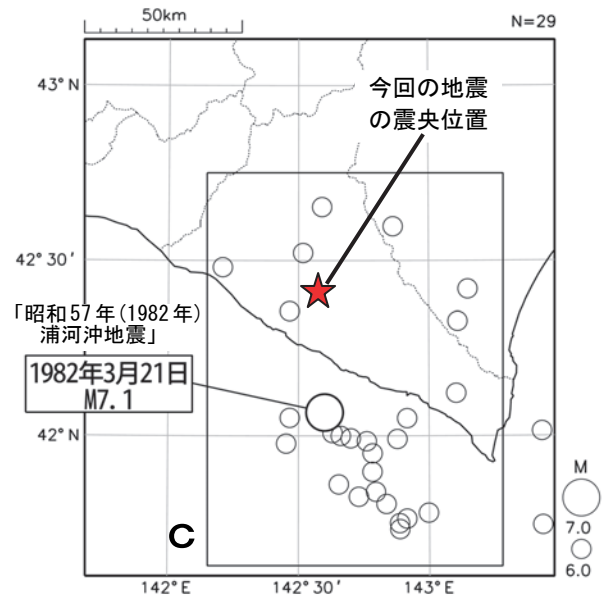 50km
N=29
43°N
今回の地震
の震央位置
42°30′
「昭和57年(1982年)
浦河沖地震」
1982年3月21日
M7.1
42°N
C
M
7.0
6.0
142°E
142°30′
143°E